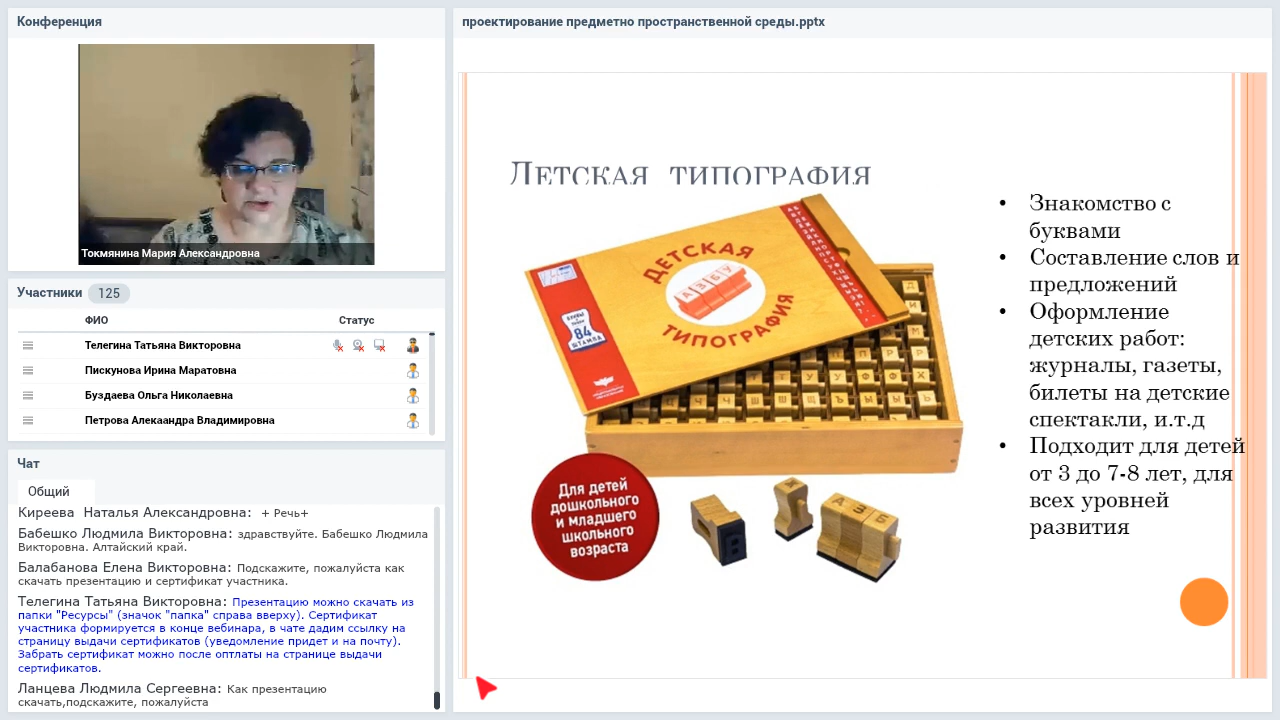 Конференция
Токмянина Мария Александровна
Участники 125
ФИО Статус
Телегина Татьяна Викторовна
Пискунова Ирина Маратовна
Буздаева Ольга Николаевна
Петрова Алекаандра Владимировна
Чат
Общий
Киреева Наталья Александровна: + Речь+
Бабешко Людмила Викторовна: здравствуйте. Бабешко Людмила
Викторовна. Алтайский край.
Балабанова Елена Викторовна: Подскажите, пожалуйста как
скачать презентацию и сертификат участника.
Телегина Татьяна Викторовна: Презентацию можно скачать из
папки "Ресурсы" (значок "папка" справа вверху). Сертификат
участника формируется в конце вебинара, в чате дадим ссылку на
страницу выдачи сертификатов (уведомление придет и на почту).
Забрать сертификат можно после оптлаты на странице выдачи
сертификатов.
Ланцева Людмила Сергеевна: Как презентацию
скачать,подскажите, пожалуйста
проектирование предметно пространственной среды.pptx
Детская типография
ДЕТСКАЯ
АЗБУ
ТИПОГРАФИЯ
84
ШТАМПА
Для детей
дошкольного
и младшего
школьного
возраста
АЗБ
• Знакомство с
буквами
• Составление слов и
предложений
• Оформление
детских работ:
журналы, газеты,
билеты на детские
спектакли, и.т.д
• Подходит для детей
от 3 до 7-8 лет, для
всех уровней
развития